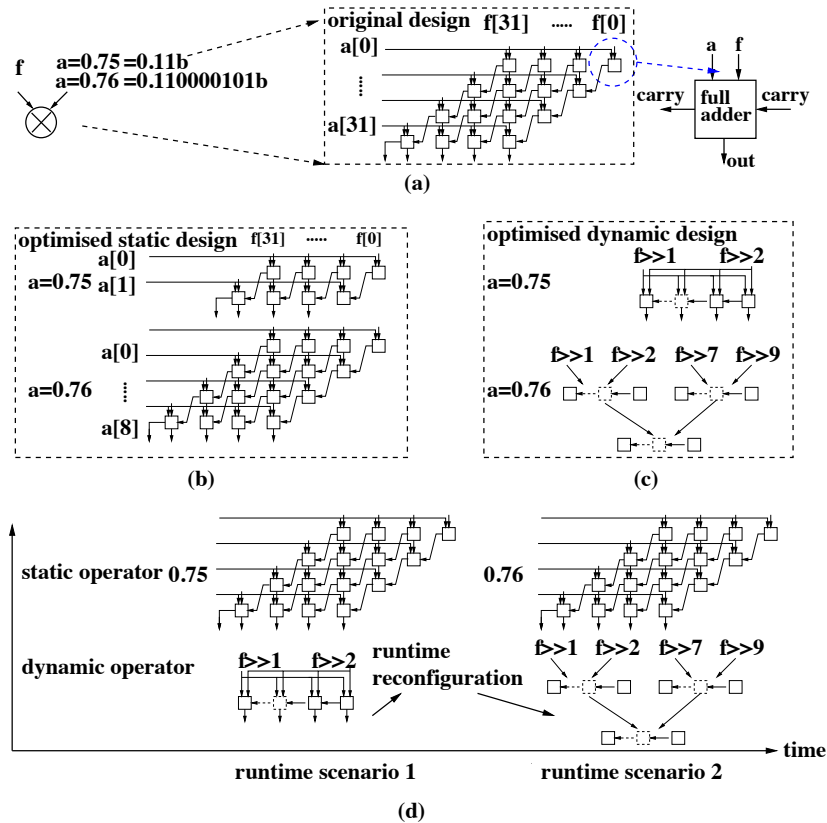 original design f[31] ..... f[0]
a=0.75=0.11b
f a=0.76=0.110000101b
a[0]
a[31]
a f
carry full adder carry
out
(a)
optimised static design f[31] ..... f[0]
a[0]
a=0.75 a[1]
a[0]
a=0.76
a[8]
(b)
optimised dynamic design
f>>1 f>>2
a=0.75
f>>1 f>>2 f>>7 f>>9
a=0.76
(c)
static operator 0.75 0.76
dynamic operator
f>>1 f>>2
runtime
reconfiguration
f>>1 f>>2 f>>7 f>>9
time
runtime scenario 1 runtime scenario 2
(d)